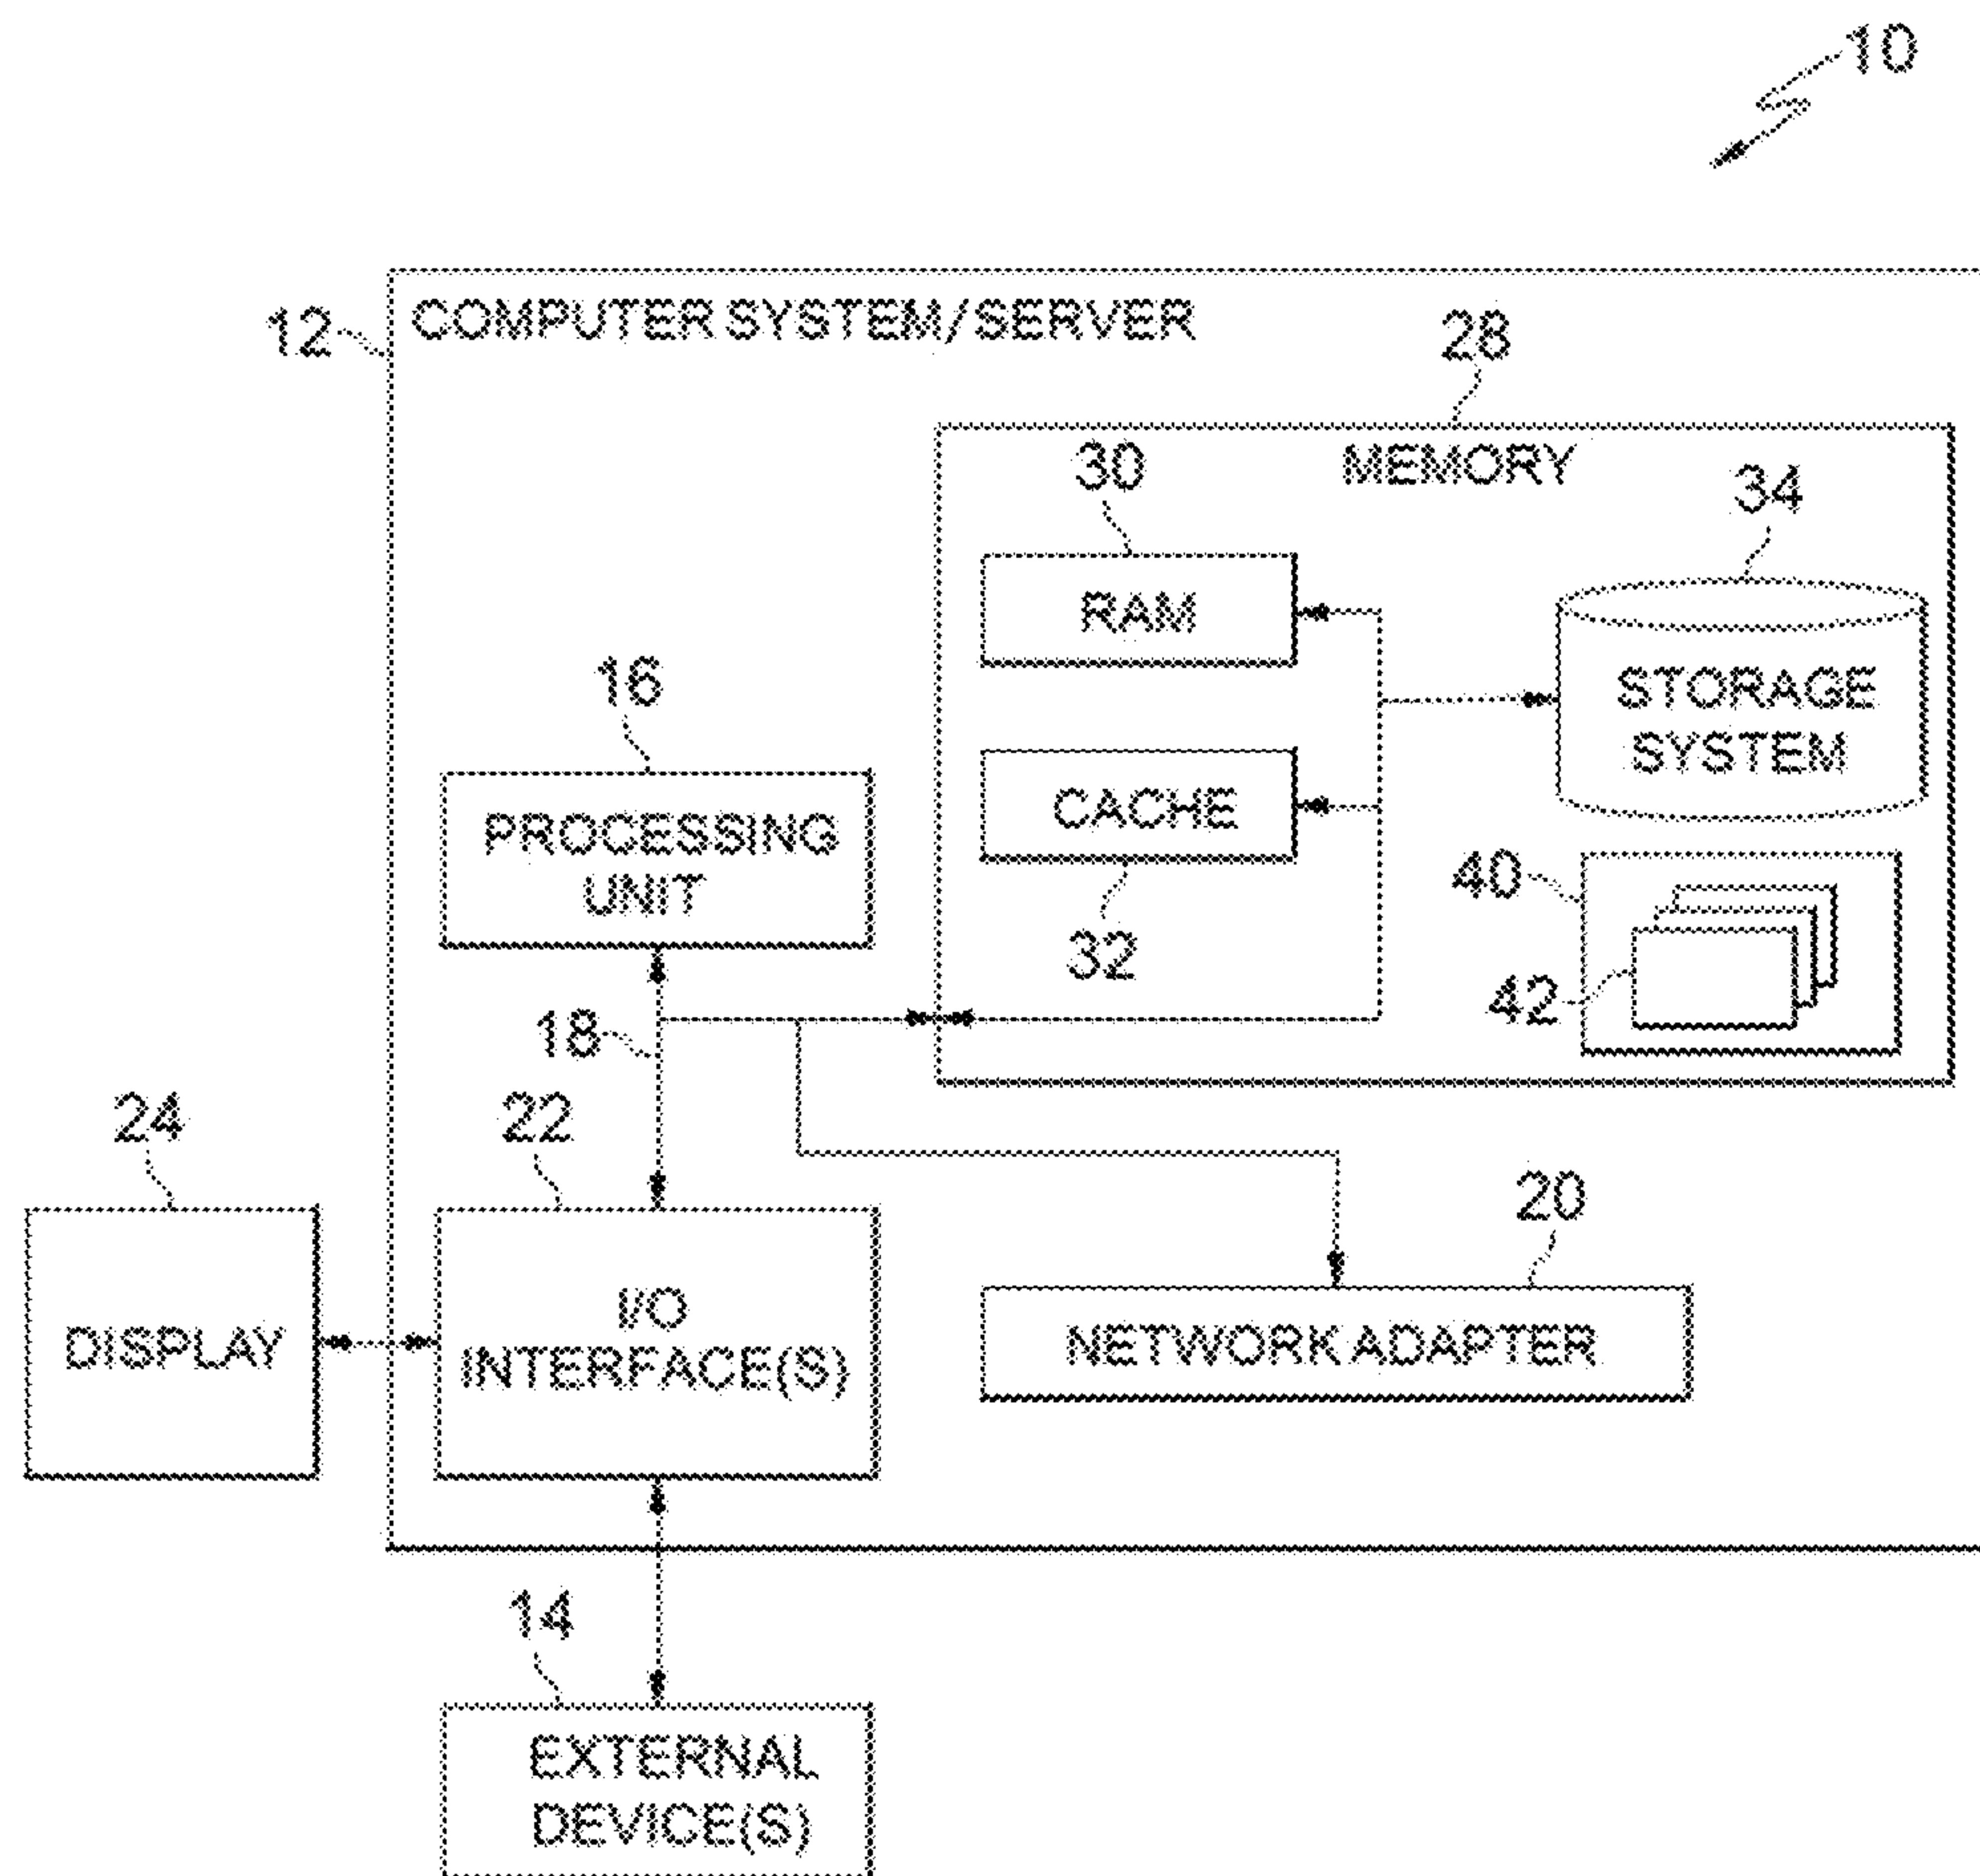 10
12
COMPUTER SYSTEM/SERVER
28
MEMORY
30
34
RAM
STORAGE
SYSTEM
16
CACHE
PROCESSING
UNIT
40
32
42
18
24
22
20
DISPLAY
I/O
INTERFACE(S)
NETWORK ADAPTER
14
EXTERNAL
DEVICE(S)